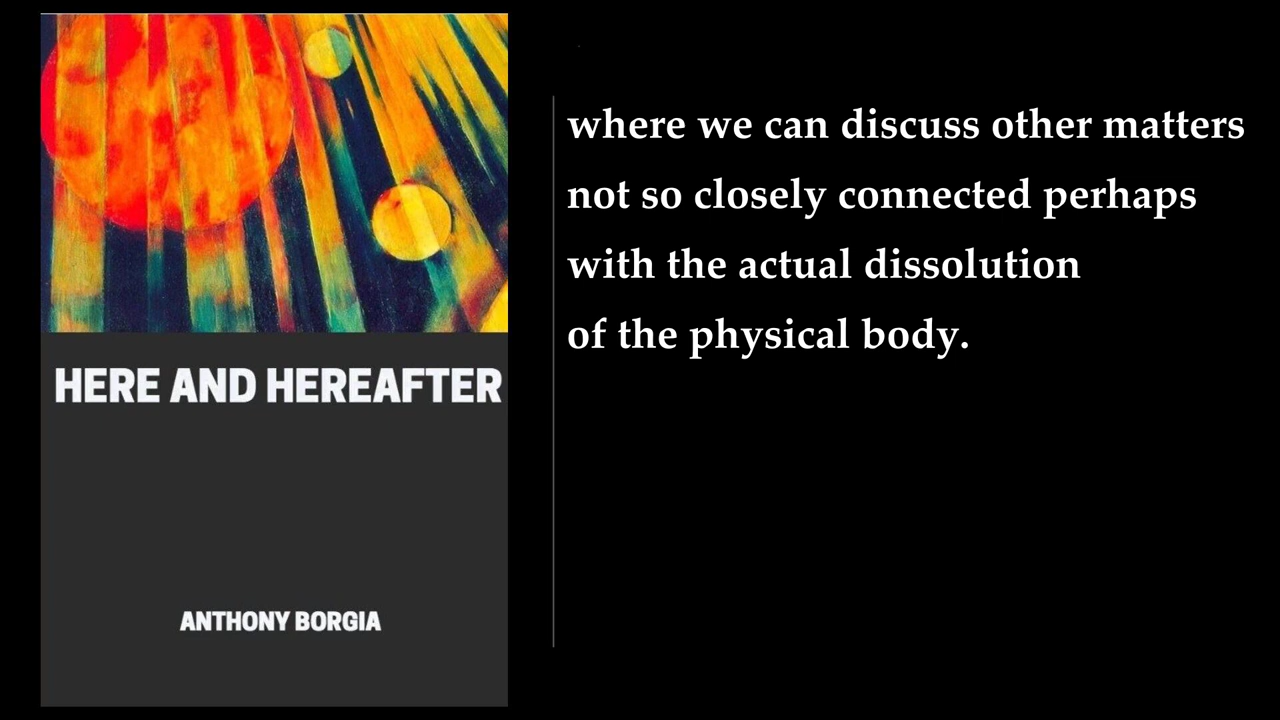 HERE AND HEREAFTER
ANTHONY BORGIA
where we can discuss other matters
not so closely connected perhaps
with the actual dissolution
of the physical body.